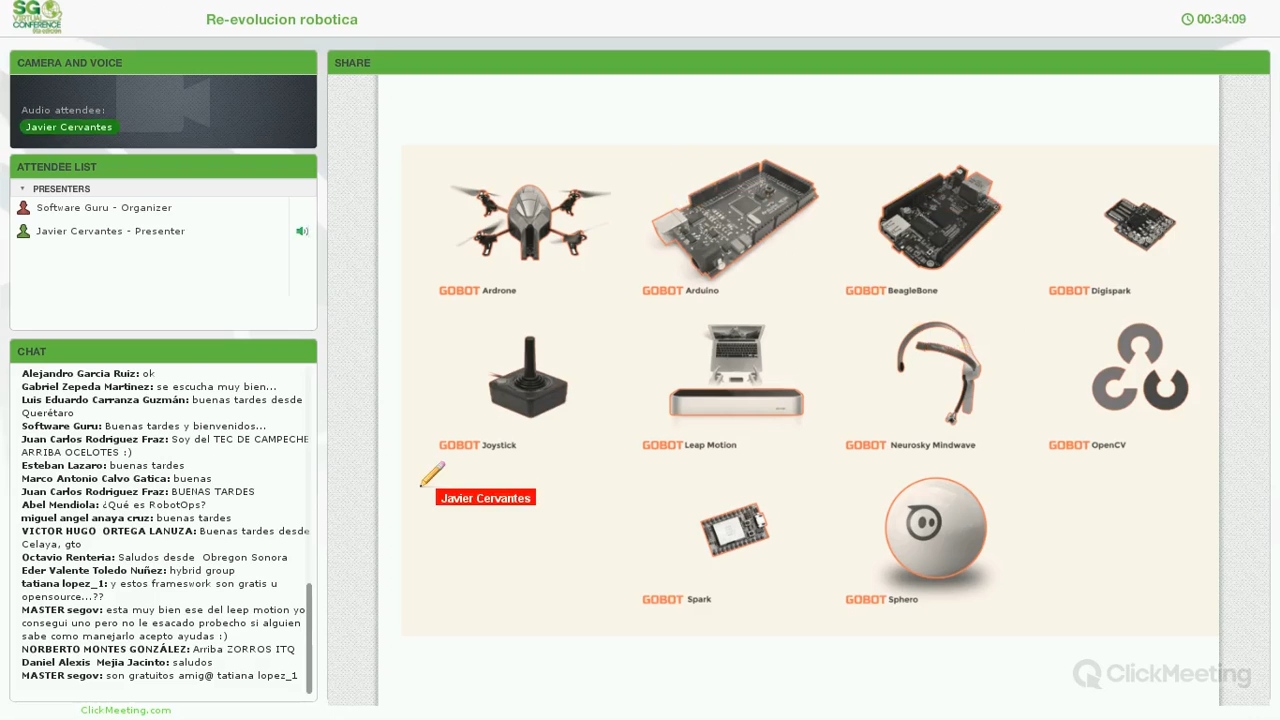 SG
VIRTUAL
CONFERENCE
Re-evolucion robotica
00:34:09
CAMERA AND VOICE
Audio attendee:
Javier Cervantes
ATTENDEE LIST
PRESENTERS
Software Guru - Organizer
Javier Cervantes - Presenter
CHAT
Alejandro Garcia Ruiz: ok
Gabriel Zepeda Martinez: se escucha muy bien...
Luis Eduardo Carranza Guzmán: buenas tardes desde
Querétaro
Software Guru: Buenas tardes y bienvenidos...
Juan Carlos Rodriguez Fraz: Soy del TEC DE CAMPECHE
ARRIBA OCELOTES :)
Esteban Lazaro: buenas tardes
Marco Antonio Calvo Gatica: buenas
Juan Carlos Rodriguez Fraz: BUENAS TARDES
Abel Mendiola: ¿Qué es RobotOps?
miguel angel anaya cruz: buenas tardes
VICTOR HUGO ORTEGA LANUZA: Buenas tardes desde
Celaya, gto
Octavio Renteria: Saludos desde Obregon Sonora
Eder Valente Toledo Nuñez: hybrid group
tatiana lopez_1: y estos frameswork son gratis u
opensource...??
MASTER segov: esta muy bien ese del leep motion yo
consegui uno pero no le esacado probecho si alguien
sabe como manejarlo acepto ayudas :)
NORBERTO MONTES GONZÁLEZ: Arriba ZORROS ITQ
Daniel Alexis Mejia Jacinto: saludos
MASTER segov: son gratuitos amig@ tatiana lopez_1
ClickMeeting.com
SHARE
GOBOT Ardrone
GOBOT Arduino
GOBOT BeagleBone
GOBOT Digispark
GOBOT Joystick
GOBOT Leap Motion
GOBOT Neurosky Mindwave
GOBOT OpenCV
Javier Cervantes
GOBOT Spark
GOBOT Sphero
ClickMeeting